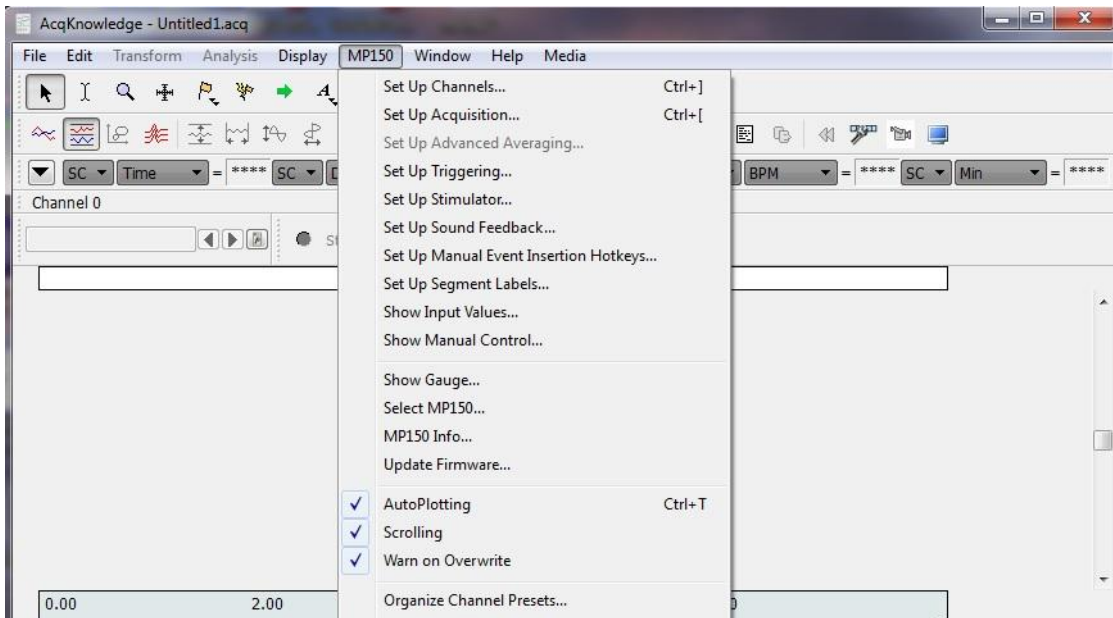 AcqKnowledge - Untitled1.acq
File Edit Transform Analysis Display MP150 Window Help Media
Set Up Channels... Ctrl+]
Set Up Acquisition... Ctrl+[
Set Up Advanced Averaging...
SC Time = **** SC Set Up Triggering... BPM = **** SC Min = ****
Channel 0 Set Up Stimulator...
Set Up Sound Feedback...
Set Up Manual Event Insertion Hotkeys...
Set Up Segment Labels...
Show Input Values...
Show Manual Control...
Show Gauge...
Select MP150...
MP150 Info...
Update Firmware...
AutoPlotting Ctrl+T
Scrolling
Warn on Overwrite
0.00 2.00 Organize Channel Presets...